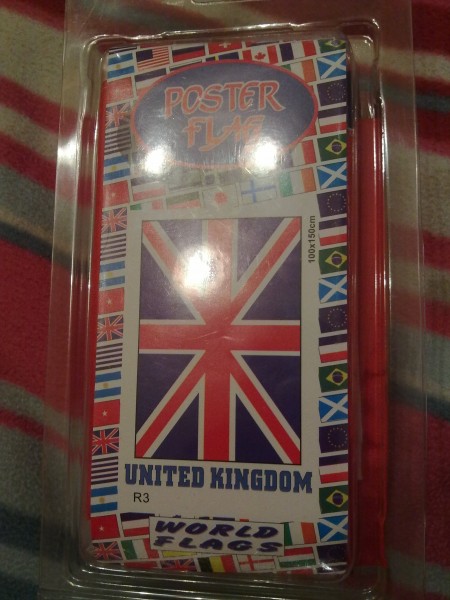 POSTER
FLAG
100x150cm
UNITED KINGDOM
R3
WORLD
FLAGS